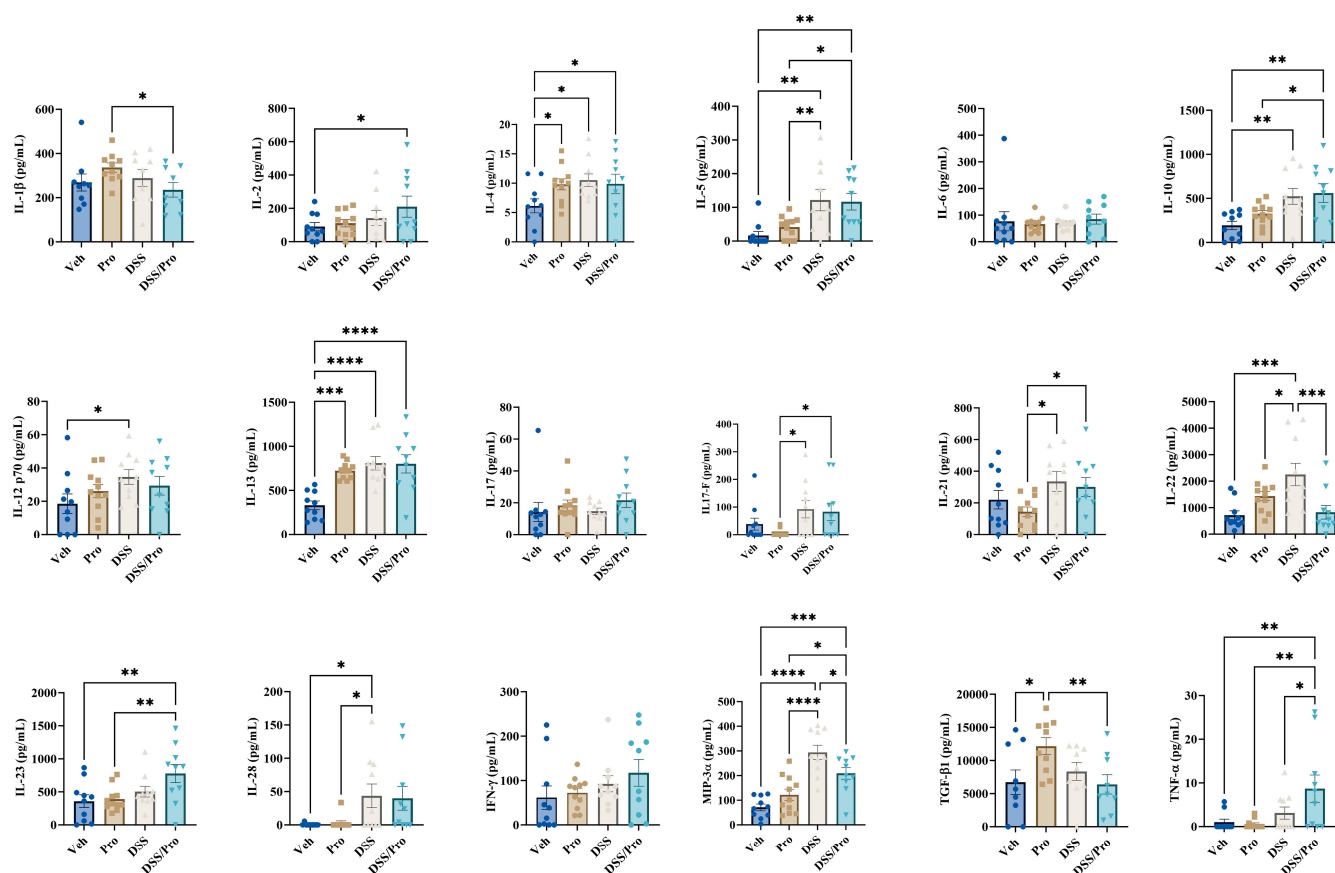 IL-1β (pg/mL)
600
400
200
0
*
Veh
Pro
DSS
DSS/Pro
IL-2 (pg/mL)
800
600
400
200
0
*
Veh
Pro
DSS
DSS/Pro
IL-4 (pg/mL)
20
15
10
5
0
*
*
*
Veh
Pro
DSS
DSS/Pro
IL-5 (pg/mL)
400
300
200
100
0
**
*
**
**
Veh
Pro
DSS
DSS/Pro
IL-6 (pg/mL)
500
400
300
200
100
0
Veh
Pro
DSS
DSS/Pro
IL-10 (pg/mL)
1500
1000
500
0
**
*
**
Veh
Pro
DSS
DSS/Pro
IL-12 p70 (pg/mL)
80
60
40
20
0
*
Veh
Pro
DSS
DSS/Pro
IL-13 (pg/mL)
1500
1000
500
0
****
****
***
Veh
Pro
DSS
DSS/Pro
IL-17 (pg/mL)
100
80
60
40
20
0
Veh
Pro
DSS
DSS/Pro
IL17-F (pg/mL)
400
300
200
100
0
*
*
Veh
Pro
DSS
DSS/Pro
IL-21 (pg/mL)
800
600
400
200
0
*
*
Veh
Pro
DSS
DSS/Pro
IL-22 (pg/mL)
5000
4000
3000
2000
1000
0
***
*
***
Veh
Pro
DSS
DSS/Pro
IL-23 (pg/mL)
2000
1500
1000
500
0
**
**
Veh
Pro
DSS
DSS/Pro
IL-28 (pg/mL)
200
150
100
50
0
*
*
Veh
Pro
DSS
DSS/Pro
IFN-γ (pg/mL)
300
200
100
0
Veh
Pro
DSS
DSS/Pro
MIP-3α (pg/mL)
500
400
300
200
100
0
***
*
****
*
****
Veh
Pro
DSS
DSS/Pro
TGF-β1 (pg/mL)
20000
15000
10000
5000
0
*
**
Veh
Pro
DSS
DSS/Pro
TNF-α (pg/mL)
30
20
10
0
**
**
*
Veh
Pro
DSS
DSS/Pro